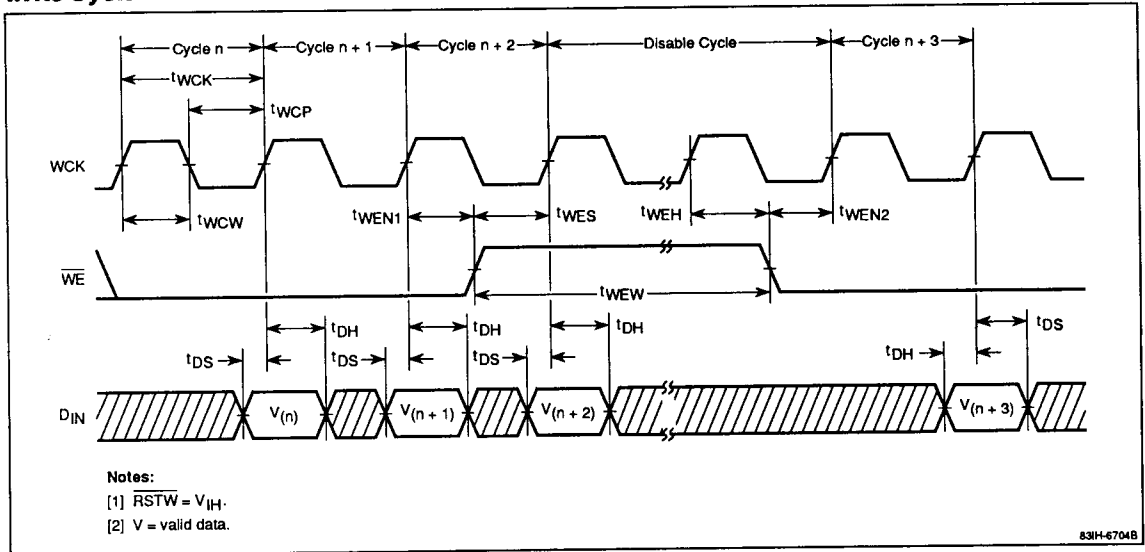 Cycle n Cycle n + 1 Cycle n + 2 Disable Cycle Cycle n + 3
tWCK
tWCP
WCK
tWCW tWEN1 tWES tWEH tWEN2
WE
tWEW
tDH tDH tDH tDS
tDS tDS tDS tDH
DIN V(n) V(n + 1) V(n + 2) V(n + 3)
Notes:
[1] RSTW = VIH.
[2] V = valid data.
83IH-6704B